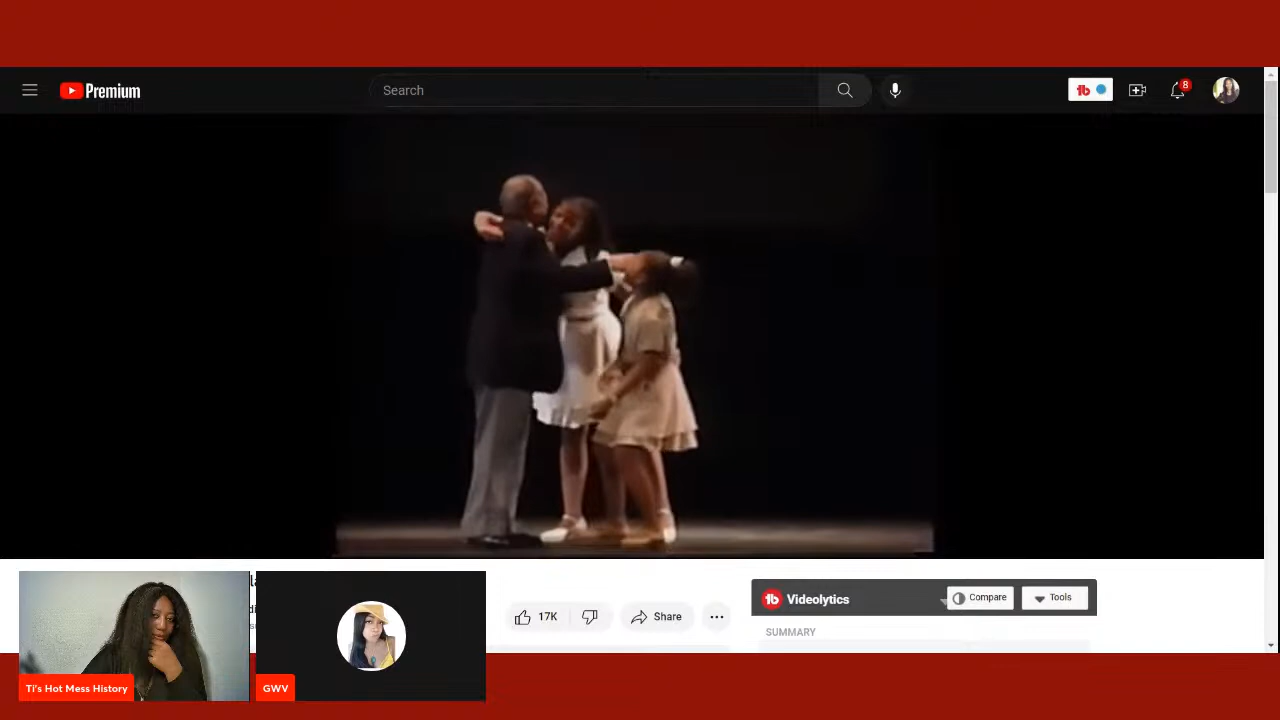 Premium
Search
8
17K
Share
Videolytics
Compare
Tools
SUMMARY
Ti's Hot Mess History
GWV